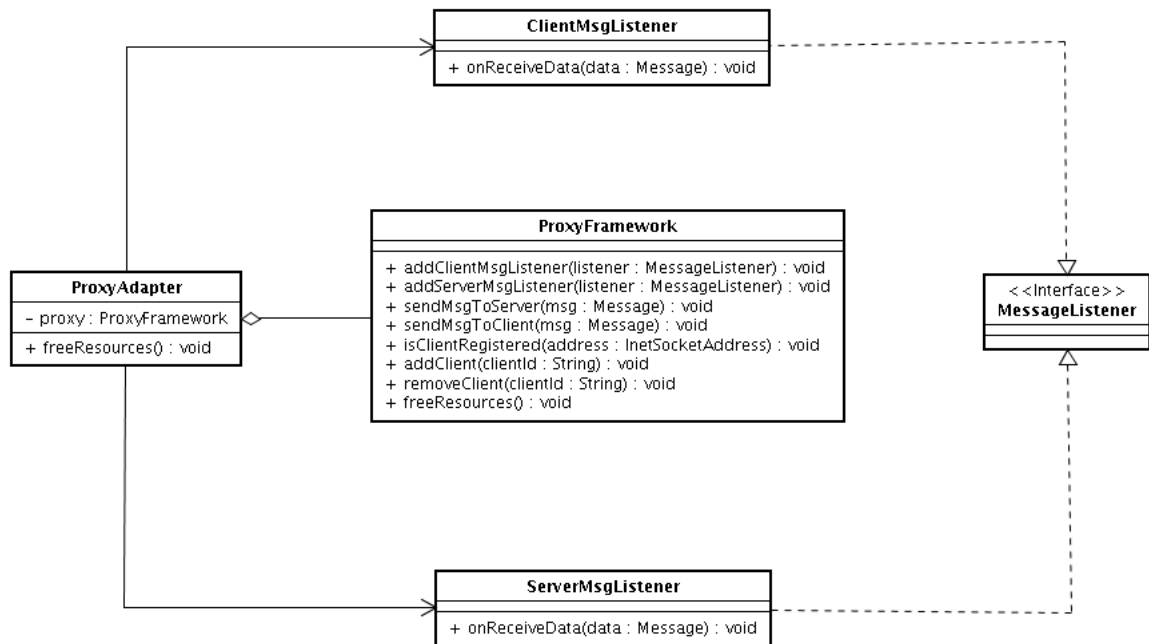 ClientMsgListener
+ onReceiveData(data : Message) : void
ProxyFramework
+ addClientMsgListener(listener : MessageListener) : void
+ addServerMsgListener(listener : MessageListener) : void
+ sendMsgToServer(msg : Message) : void
+ sendMsgToClient(msg : Message) : void
+ isClientRegistered(address : InetSocketAddress) : void
+ addClient(clientId : String) : void
+ removeClient(clientId : String) : void
+ freeResources() : void
ProxyAdapter
- proxy : ProxyFramework
+ freeResources() : void
<<Interface>>
MessageListener
ServerMsgListener
+ onReceiveData(data : Message) : void